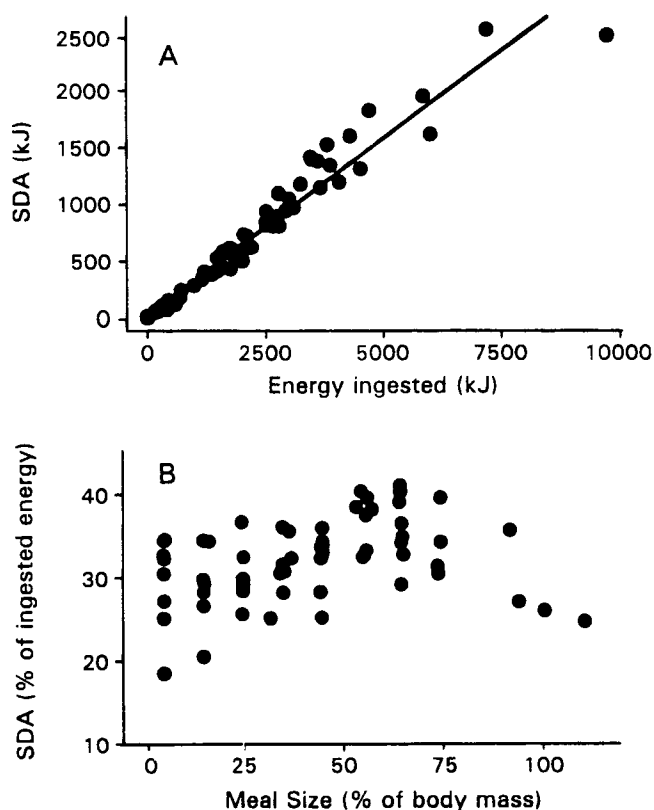 A
2500
2000
1500
1000
500
0
SDA (kJ)
0 2500 5000 7500 10000
Energy ingested (kJ)
B
40
30
20
10
SDA (% of ingested energy)
0 25 50 75 100
Meal Size (% of body mass)